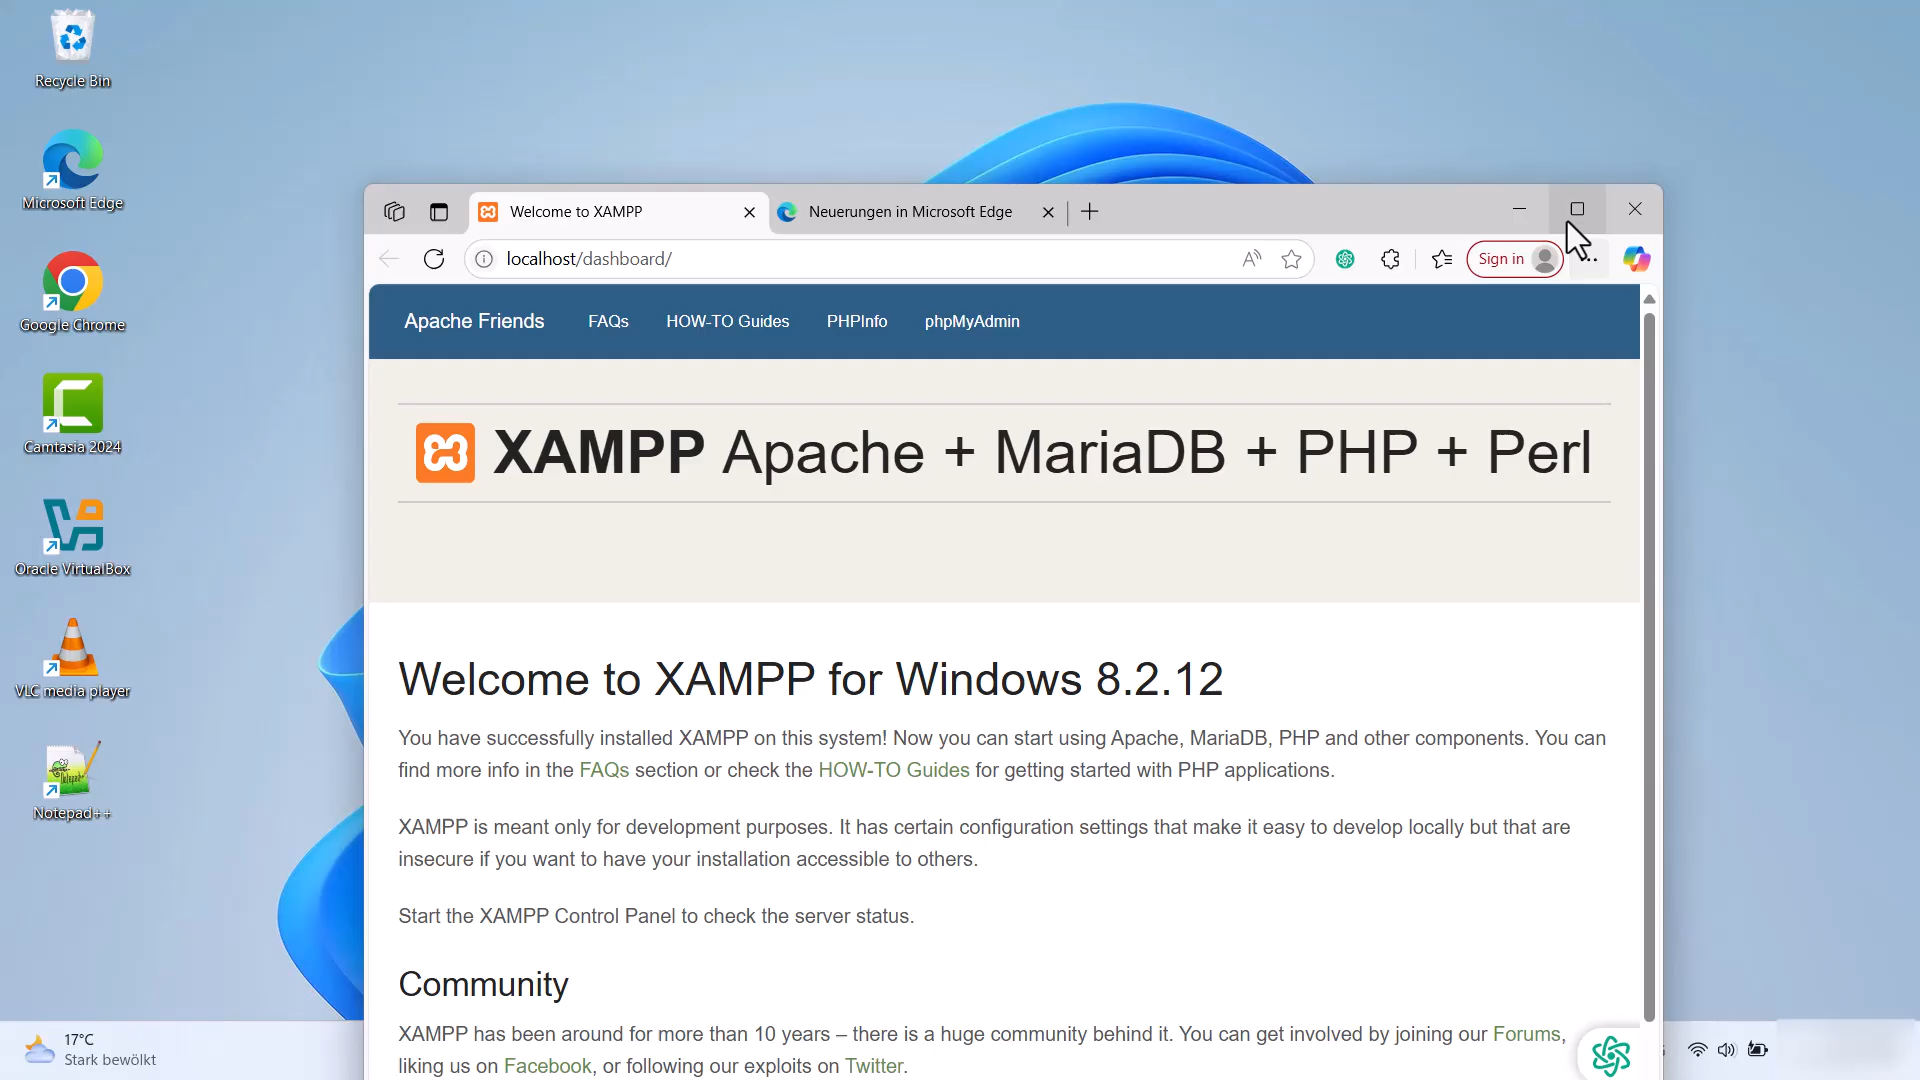 Recycle Bin
Microsoft Edge
Google Chrome
Camtasia 2024
Oracle VirtualBox
VLC media player
Notepad++
Welcome to XAMPP
Neuerungen in Microsoft Edge
localhost/dashboard/
Sign in
Apache Friends
FAQs
HOW-TO Guides
PHPInfo
phpMyAdmin
XAMPP Apache + MariaDB + PHP + Perl
Welcome to XAMPP for Windows 8.2.12
You have successfully installed XAMPP on this system! Now you can start using Apache, MariaDB, PHP and other components. You can
find more info in the FAQs section or check the HOW-TO Guides for getting started with PHP applications.
XAMPP is meant only for development purposes. It has certain configuration settings that make it easy to develop locally but that are
insecure if you want to have your installation accessible to others.
Start the XAMPP Control Panel to check the server status.
Community
XAMPP has been around for more than 10 years – there is a huge community behind it. You can get involved by joining our Forums,
liking us on Facebook, or following our exploits on Twitter.
17°C
Stark bewölkt